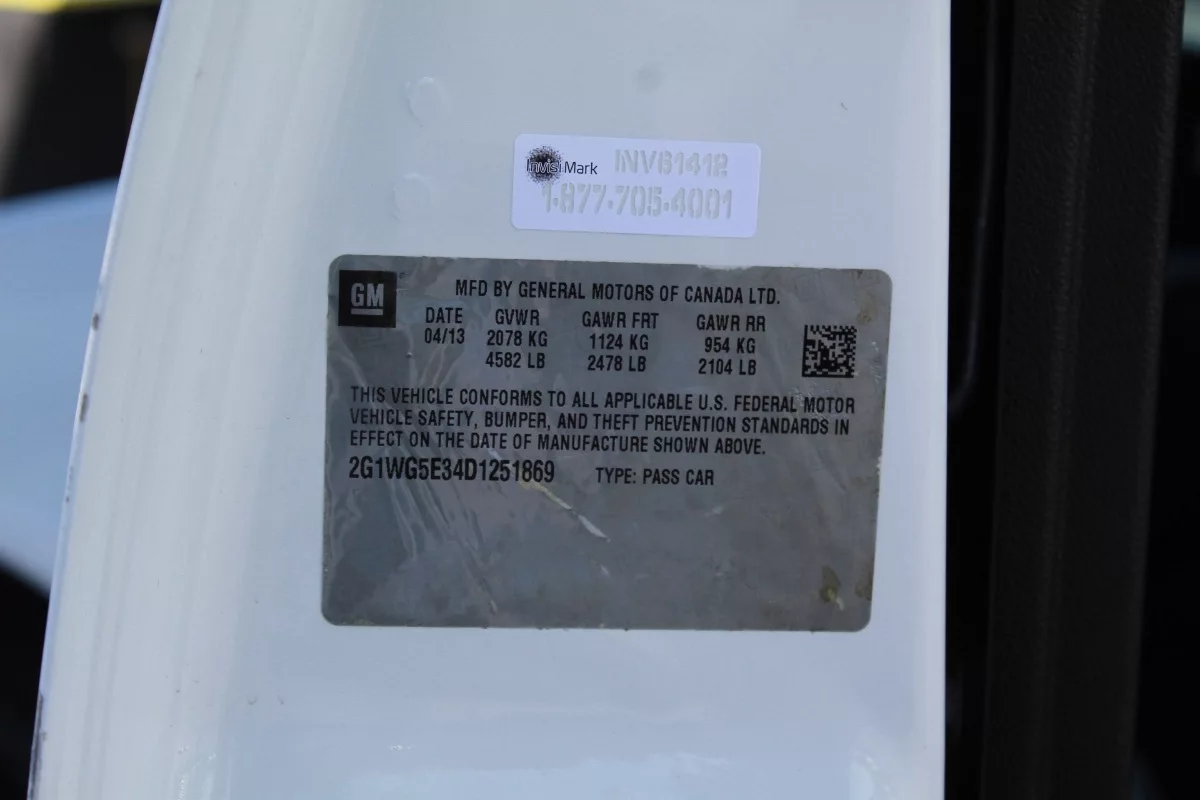 InvisiMark INV61412
1-877-705-4001
GM MFD BY GENERAL MOTORS OF CANADA LTD.
DATE GVWR GAWR FRT GAWR RR
04/13 2078 KG 1124 KG 954 KG
4582 LB 2478 LB 2104 LB
THIS VEHICLE CONFORMS TO ALL APPLICABLE U.S. FEDERAL MOTOR
VEHICLE SAFETY, BUMPER, AND THEFT PREVENTION STANDARDS IN
EFFECT ON THE DATE OF MANUFACTURE SHOWN ABOVE.
2G1WG5E34D1251869 TYPE: PASS CAR